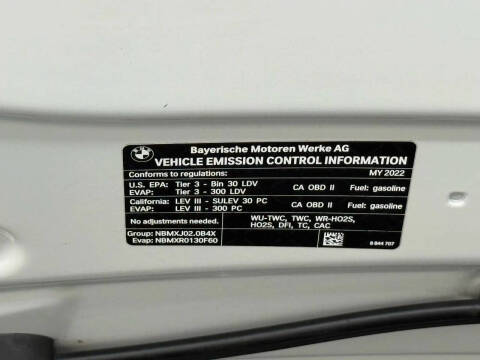 BMW
Bayerische Motoren Werke AG
VEHICLE EMISSION CONTROL INFORMATION
Conforms to regulations: MY 2022
U.S. EPA: Tier 3 - Bin 30 LDV CA OBD II Fuel: gasoline
EVAP: Tier 3 - 300 LDV
California: LEV III - SULEV 30 PC CA OBD II Fuel: gasoline
EVAP: LEV III - 300 PC
No adjustments needed. WU-TWC, TWC, WR-HO2S,
HO2S, DFI, TC, CAC
Group: NBMXJ02.0B4X
Evap: NBMXR0130F60
8 844 707